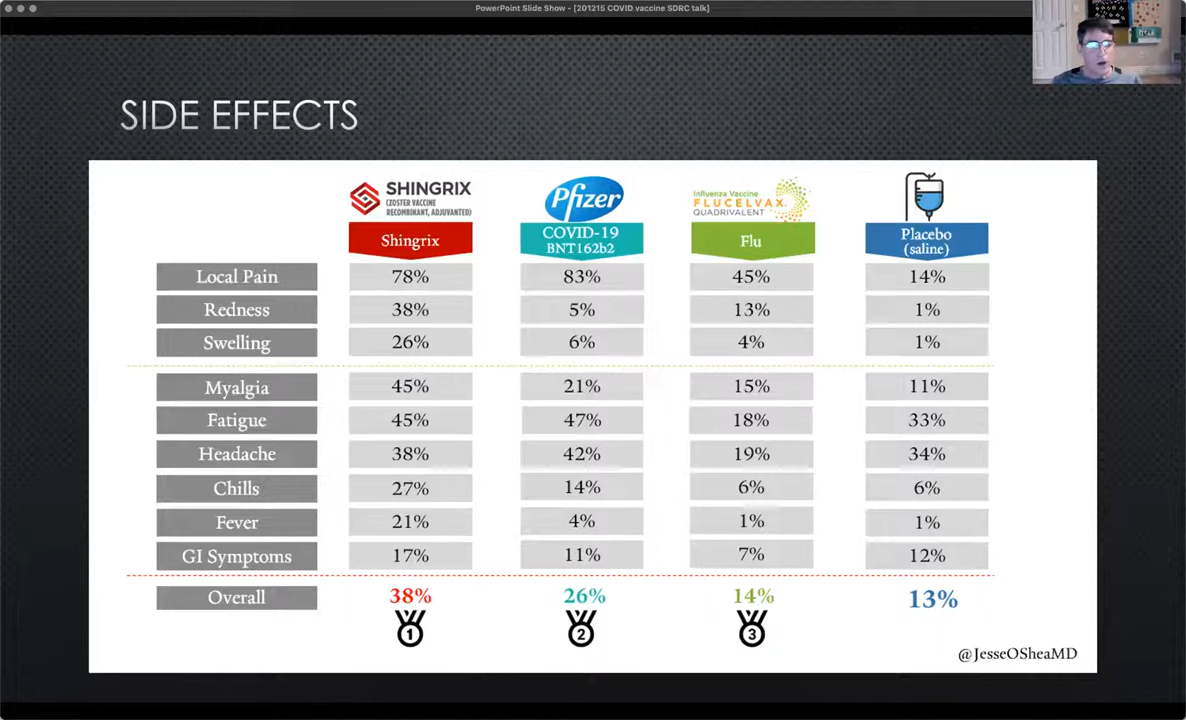 PowerPoint Slide Show - [201215 COVID vaccine SDRC talk]
SIDE EFFECTS
SHINGRIX
(ZOSTER VACCINE
RECOMBINANT, ADJUVANTED)
Pfizer
Influenza Vaccine
FLUCELVAX
QUADRIVALENT
Shingrix
COVID-19
BNT162b2
Flu
Placebo
(saline)
Local Pain 78% 83% 45% 14%
Redness 38% 5% 13% 1%
Swelling 26% 6% 4% 1%
Myalgia 45% 21% 15% 11%
Fatigue 45% 47% 18% 33%
Headache 38% 42% 19% 34%
Chills 27% 14% 6% 6%
Fever 21% 4% 1% 1%
GI Symptoms 17% 11% 7% 12%
Overall 38% 26% 14% 13%
1 2 3
@JesseOSheaMD